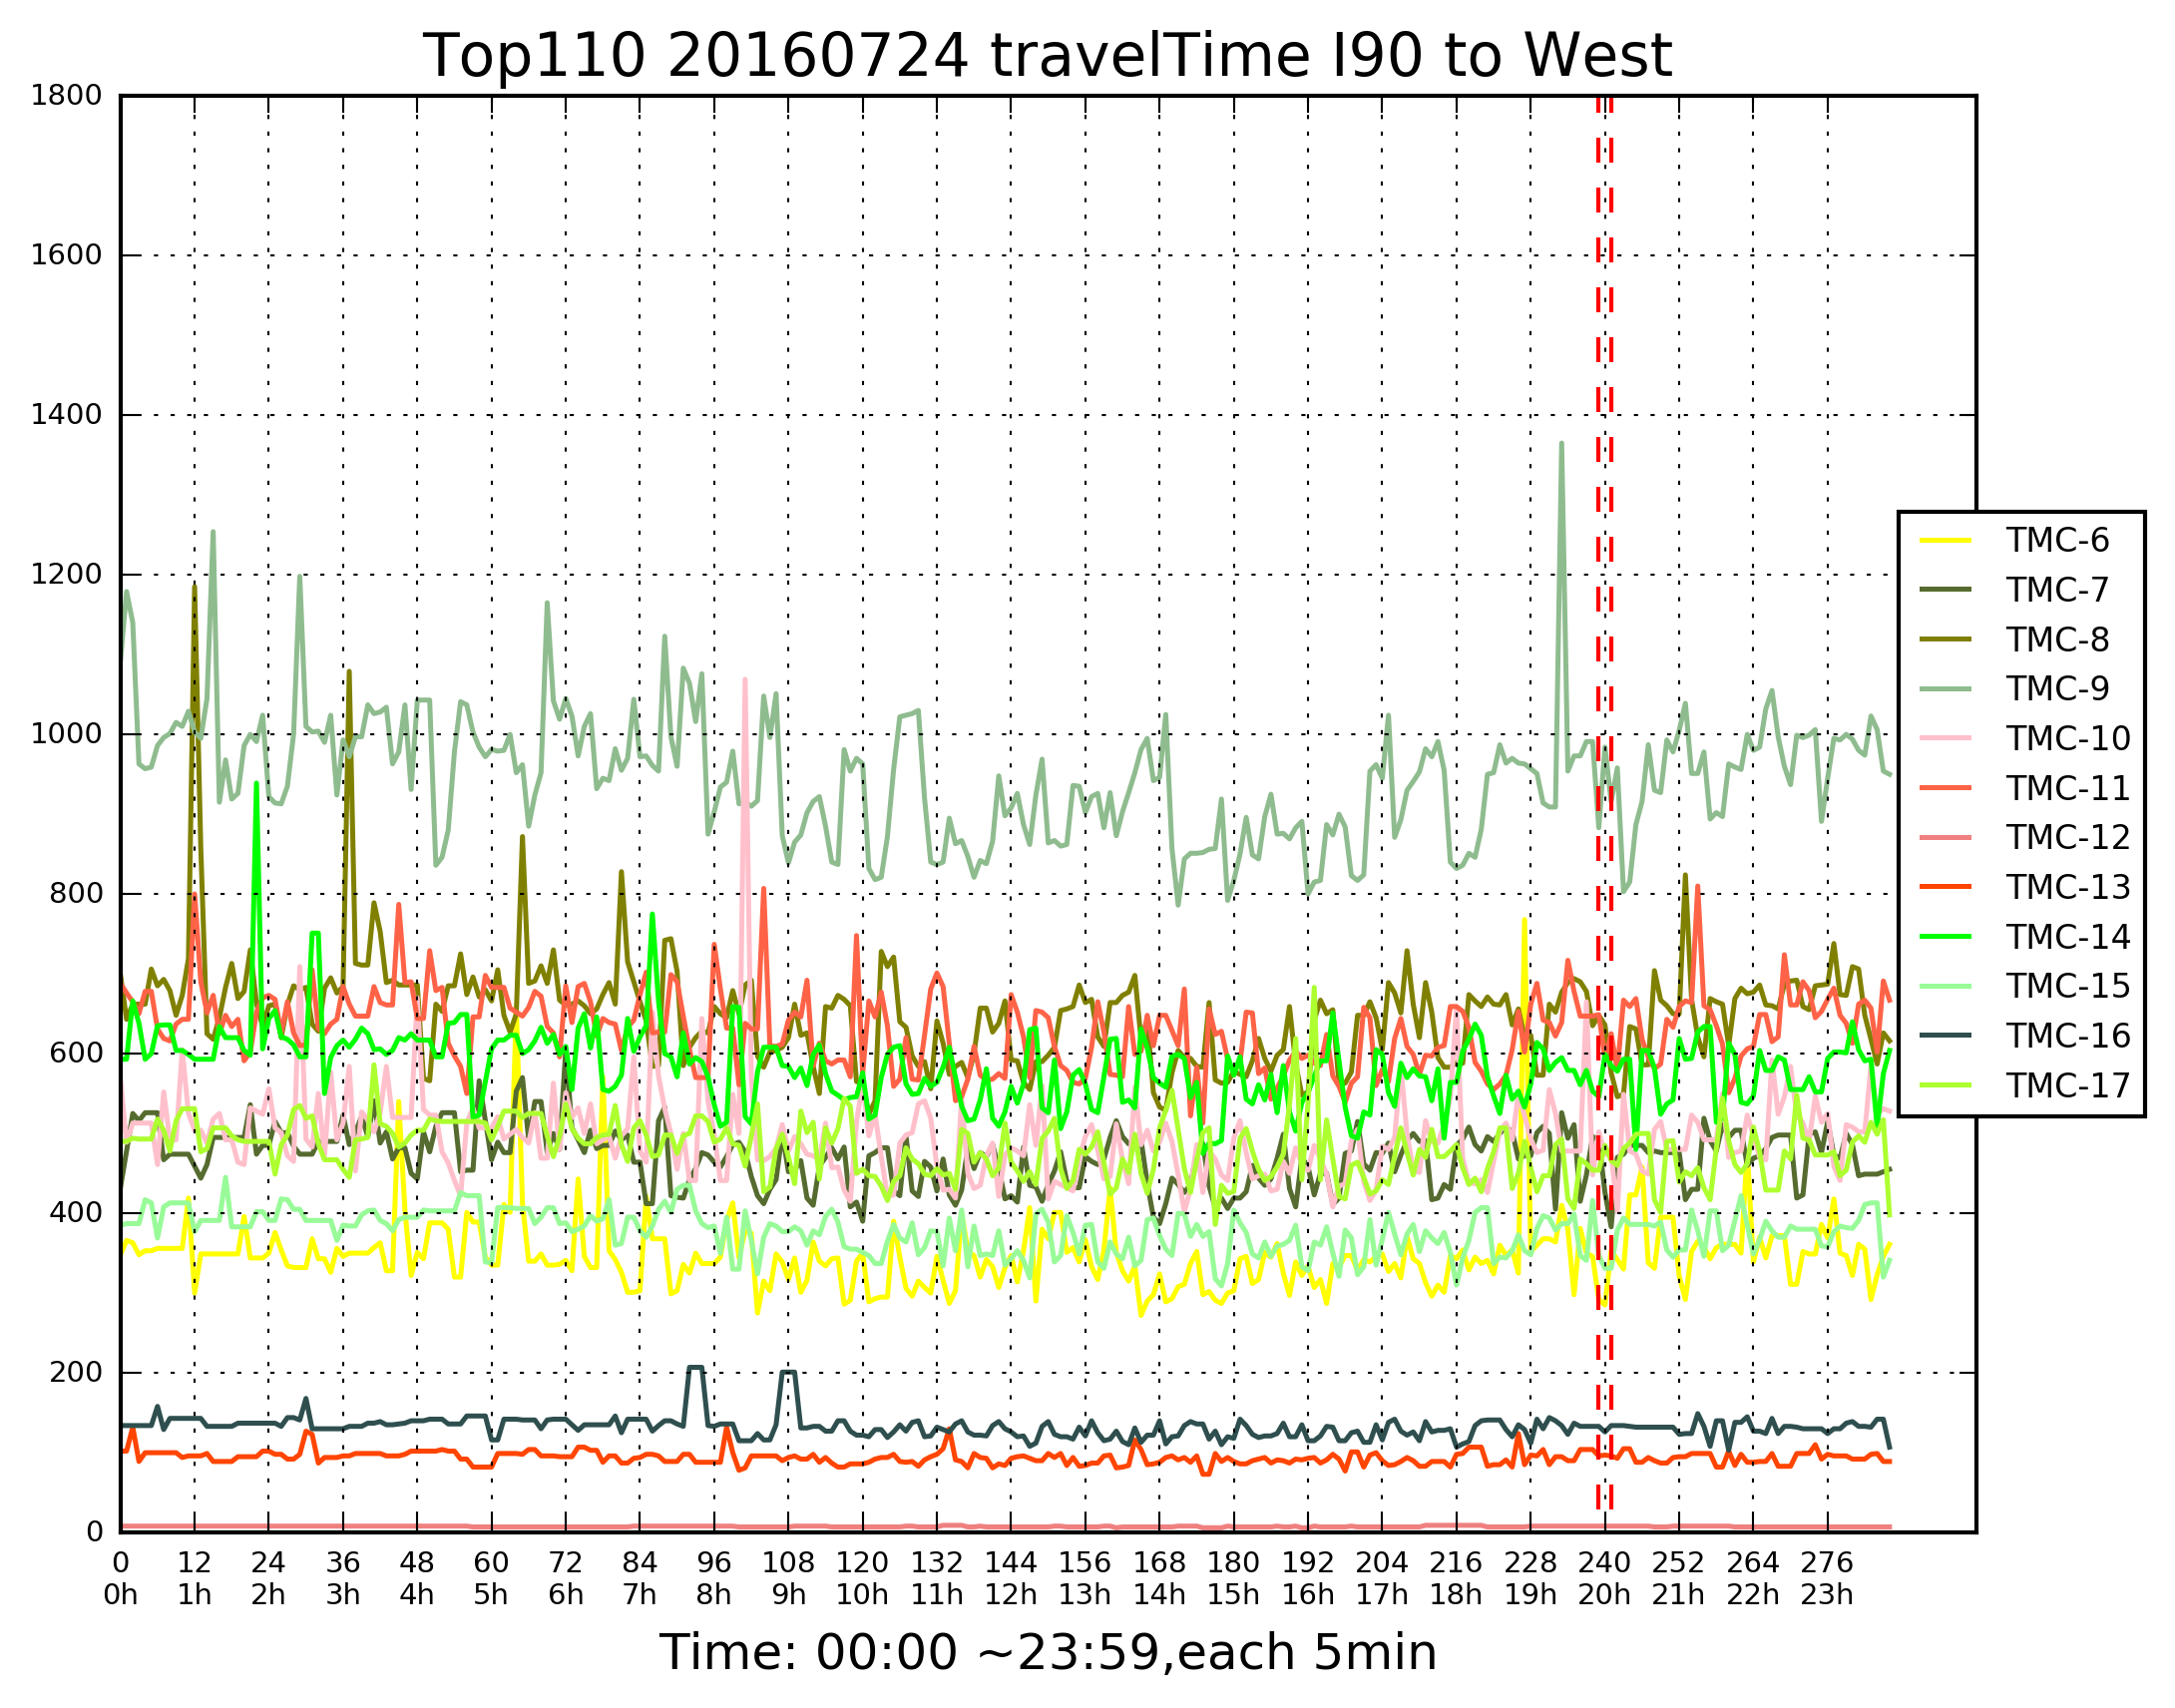 Top110 20160724 travelTime I90 to West
1800
1600
1400
1200
1000
800
600
400
200
0
TMC-6
TMC-7
TMC-8
TMC-9
TMC-10
TMC-11
TMC-12
TMC-13
TMC-14
TMC-15
TMC-16
TMC-17
0 12 24 36 48 60 72 84 96 108 120 132 144 156 168 180 192 204 216 228 240 252 264 276
0h 1h 2h 3h 4h 5h 6h 7h 8h 9h 10h 11h 12h 13h 14h 15h 16h 17h 18h 19h 20h 21h 22h 23h
Time: 00:00 ~23:59,each 5min